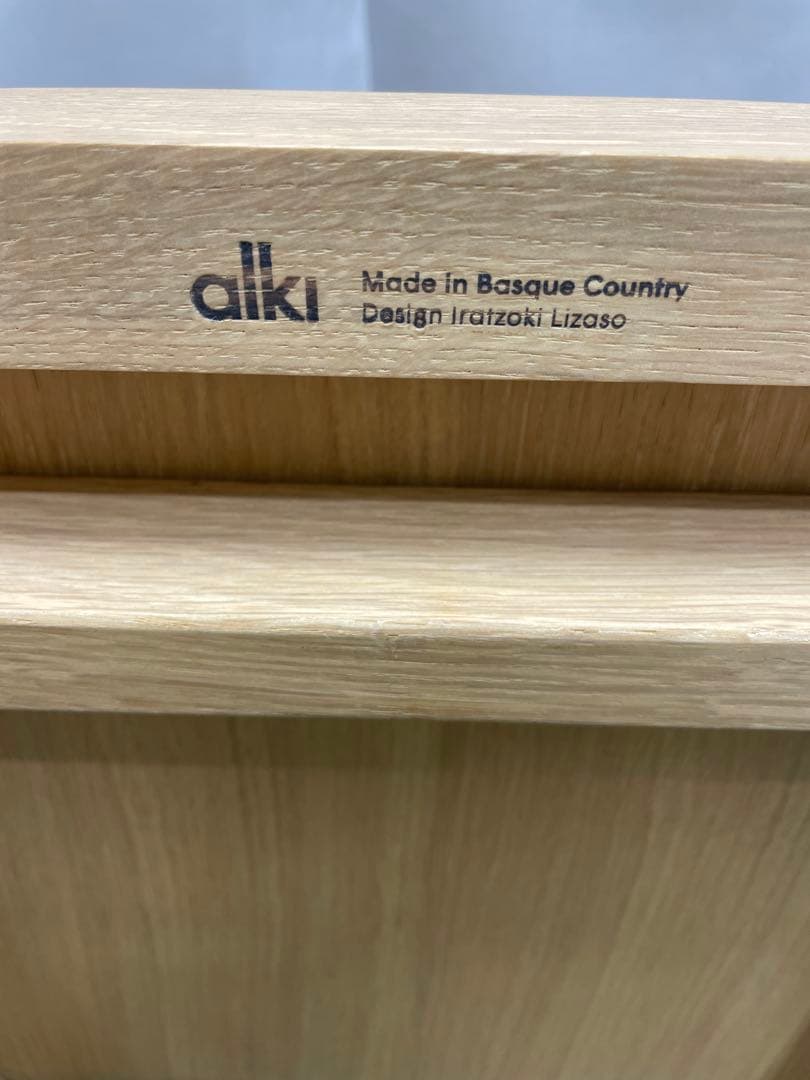 alki
Made in Basque Country
Design Iratzoki Lizaso